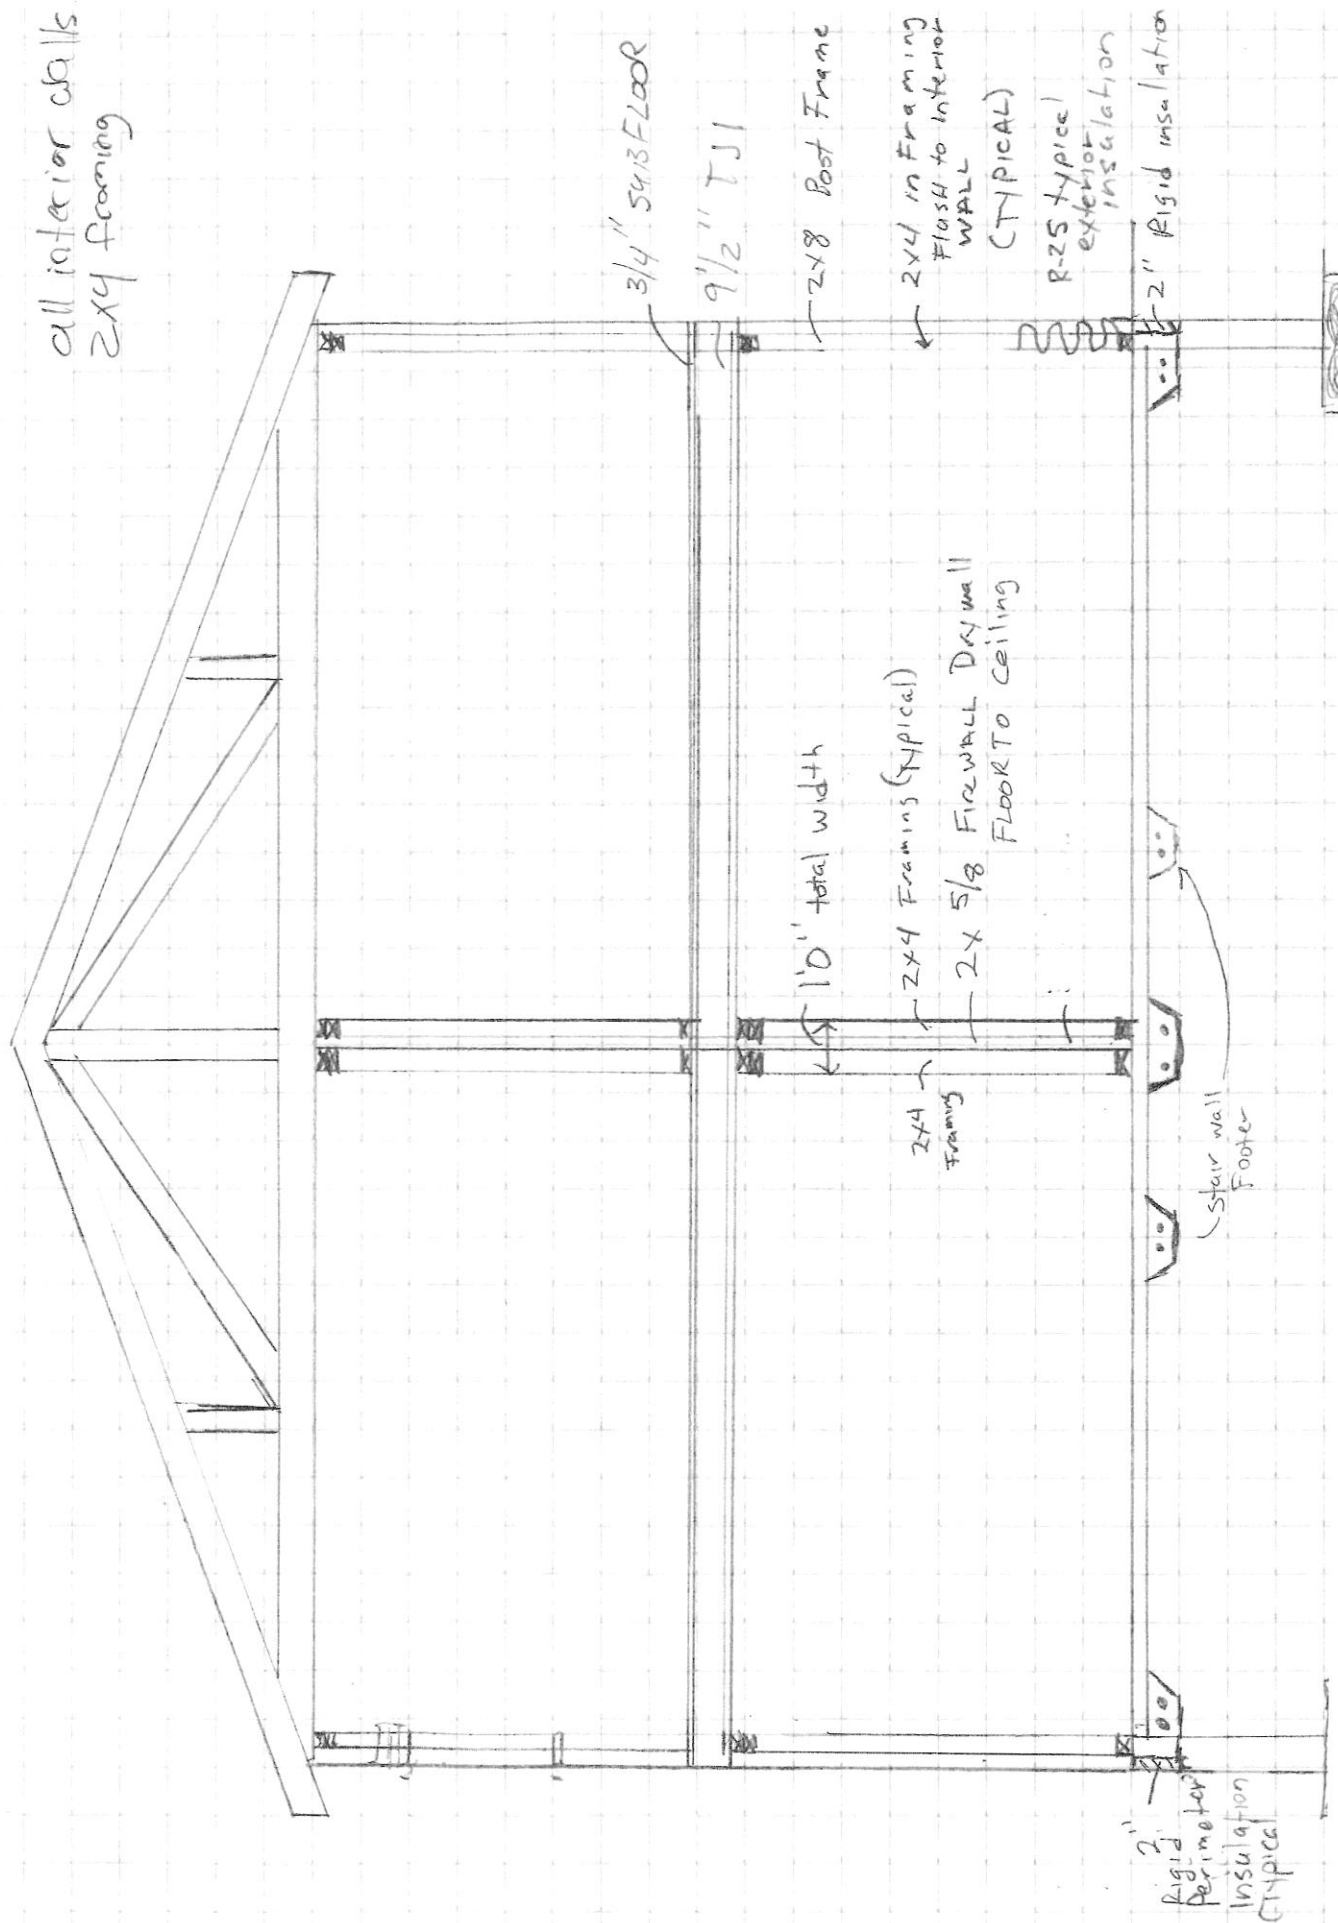 all interior walls
2x4 framing
3/4" SUBFLOOR
9 1/2" TJI
2x8 Post Frame
2x4 in Framing
Flush to Interior
WALL
(TYPICAL)
R-25 typical
exterior
insulation
2" Rigid insulation
1'0" total width
2x4 Framing (typical)
2x 5/8 Firewall Drywall
FLOOR TO Ceiling
2x4
Framing
Stair wall
Footer
2"
Rigid
Perimeter
Insulation
(Typical